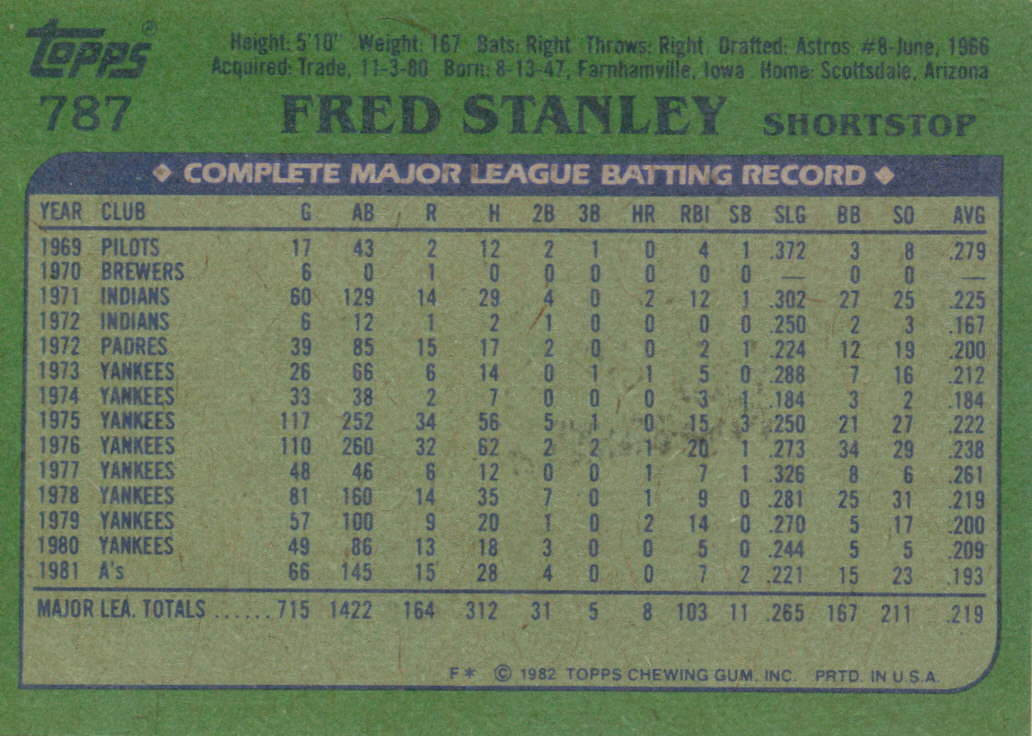 Topps®
Height: 5'10" Weight: 167 Bats: Right Throws: Right Drafted: Astros #8-June, 1966
Acquired: Trade, 11-3-80 Born: 8-13-47, Farnhamville, Iowa Home: Scottsdale, Arizona
787 FRED STANLEY SHORTSTOP
◆ COMPLETE MAJOR LEAGUE BATTING RECORD ◆
YEAR CLUB G AB R H 2B 3B HR RBI SB SLG BB SO AVG
1969 PILOTS 17 43 2 12 2 1 0 4 1 .372 3 8 .279
1970 BREWERS 6 0 1 0 0 0 0 0 0 — 0 0 —
1971 INDIANS 60 129 14 29 4 0 2 12 1 .302 27 25 .225
1972 INDIANS 6 12 1 2 1 0 0 0 0 .250 2 3 .167
1972 PADRES 39 85 15 17 2 0 0 2 1 .224 12 19 .200
1973 YANKEES 26 66 6 14 0 1 1 5 0 .288 7 16 .212
1974 YANKEES 33 38 2 7 0 0 0 3 1 .184 3 2 .184
1975 YANKEES 117 252 34 56 5 1 0 15 3 .250 21 27 .222
1976 YANKEES 110 260 32 62 2 2 1 20 1 .273 34 29 .238
1977 YANKEES 48 46 6 12 0 0 1 7 1 .326 8 6 .261
1978 YANKEES 81 160 14 35 7 0 1 9 0 .281 25 31 .219
1979 YANKEES 57 100 9 20 1 0 2 14 0 .270 5 17 .200
1980 YANKEES 49 86 13 18 3 0 0 5 0 .244 5 5 .209
1981 A's 66 145 15 28 4 0 0 7 2 .221 15 23 .193
MAJOR LEA. TOTALS ...... 715 1422 164 312 31 5 8 103 11 .265 167 211 .219
F* © 1982 TOPPS CHEWING GUM, INC. PRTD. IN U.S.A.